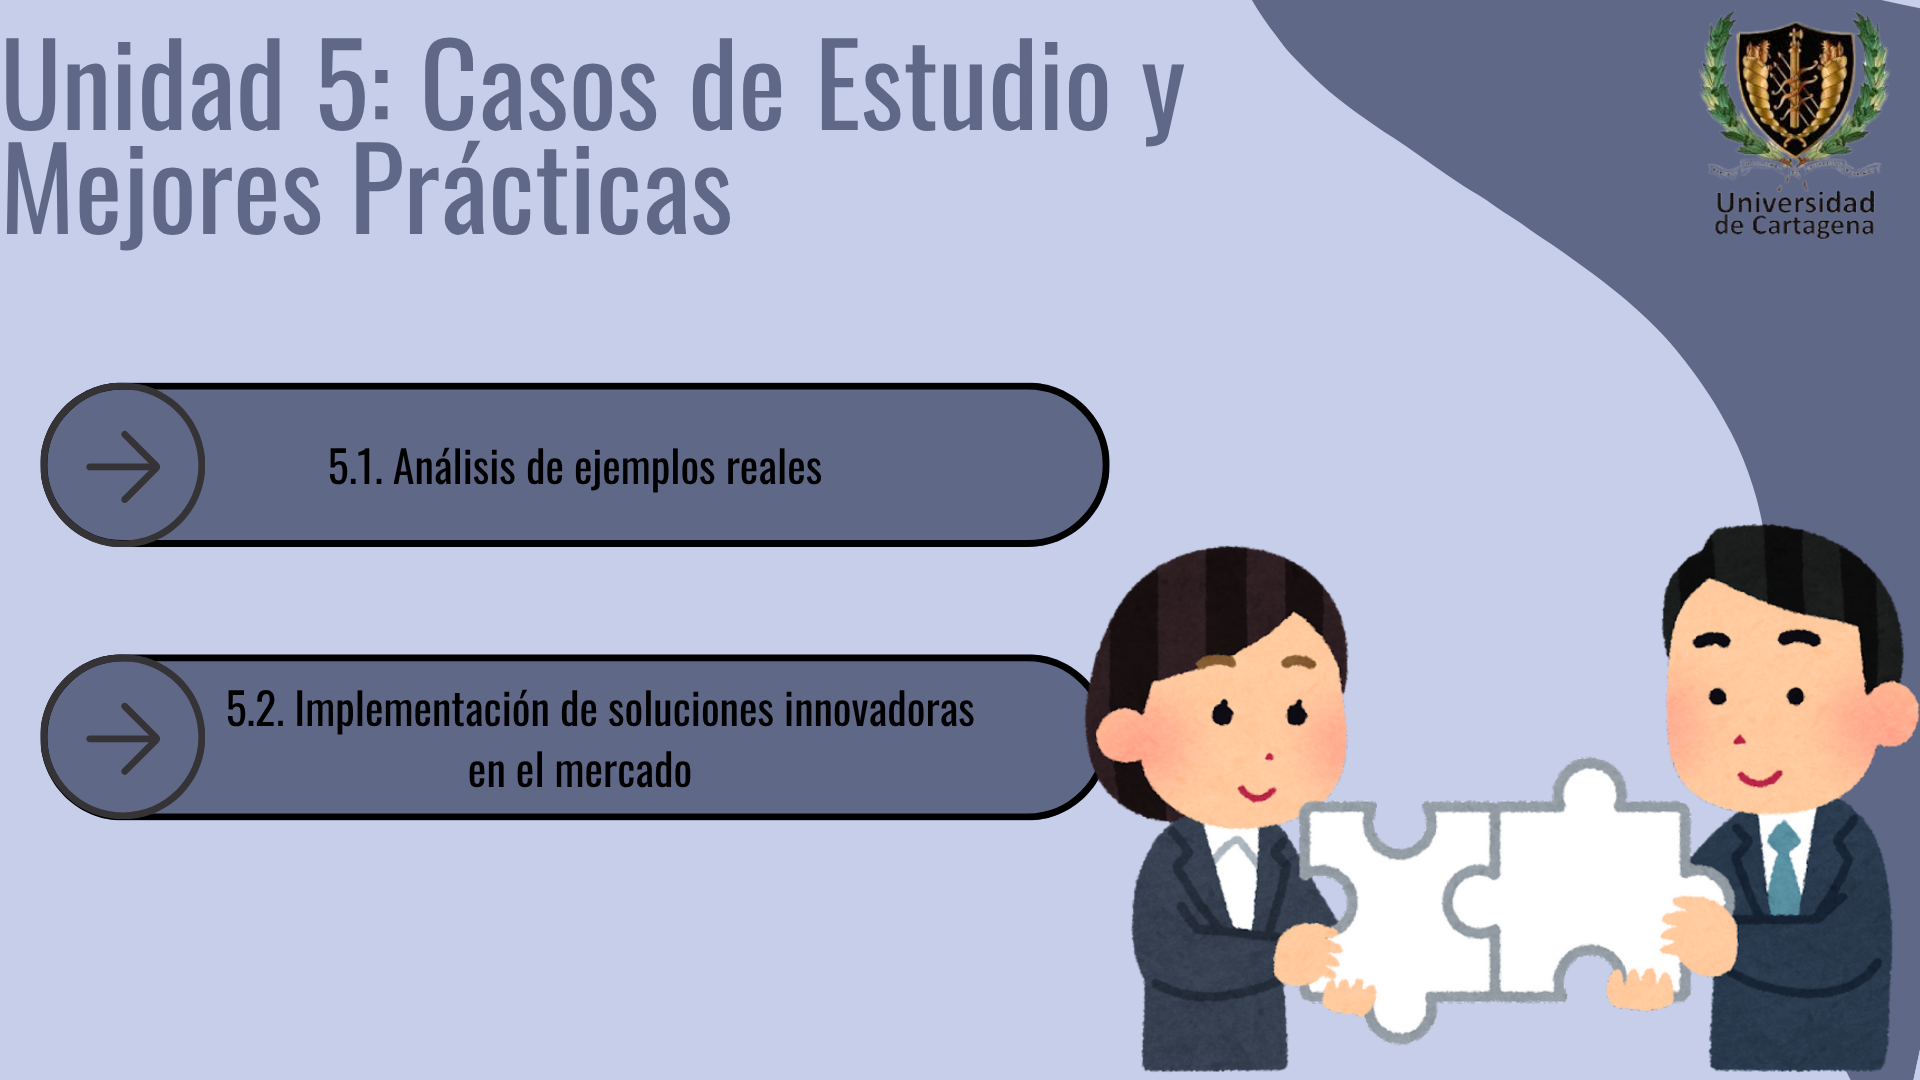 Unidad 5: Casos de Estudio y
Mejores Prácticas
Universidad
de Cartagena
5.1. Análisis de ejemplos reales
5.2. Implementación de soluciones innovadoras
en el mercado